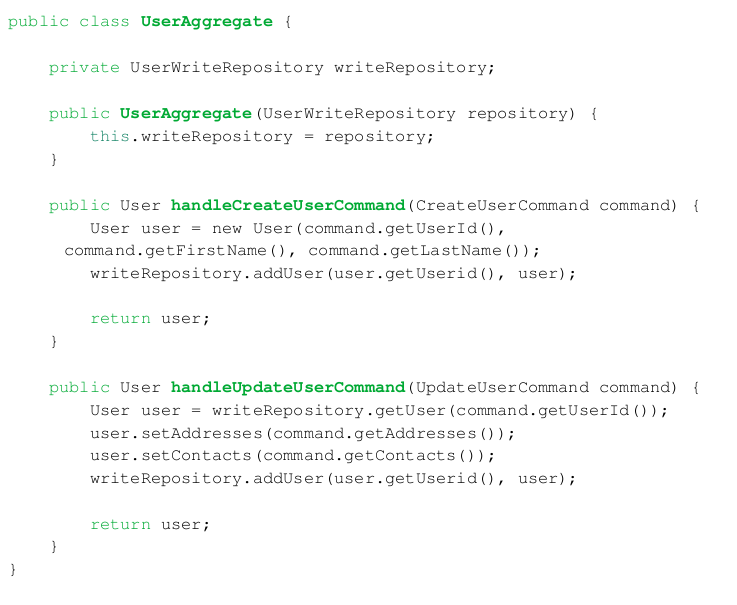 public class UserAggregate {
private UserWriteRepository writeRepository;
public UserAggregate(UserWriteRepository repository) {
this.writeRepository = repository;
}
public User handleCreateUserCommand(CreateUserCommand command) {
User user = new User(command.getUserId(),
command.getFirstName(), command.getLastName());
writeRepository.addUser(user.getUserid(), user);
return user;
}
public User handleUpdateUserCommand(UpdateUserCommand command) {
User user = writeRepository.getUser(command.getUserId());
user.setAddresses(command.getAddresses());
user.setContacts(command.getContacts());
writeRepository.addUser(user.getUserid(), user);
return user;
}
}